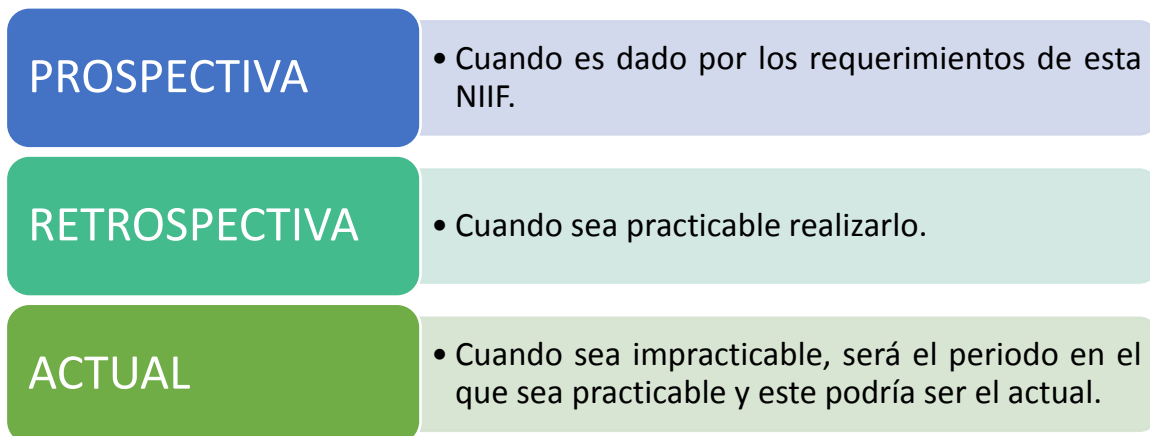 PROSPECTIVA
• Cuando es dado por los requerimientos de esta
NIIF.
RETROSPECTIVA
• Cuando sea practicable realizarlo.
ACTUAL
• Cuando sea impracticable, será el periodo en el
que sea practicable y este podría ser el actual.